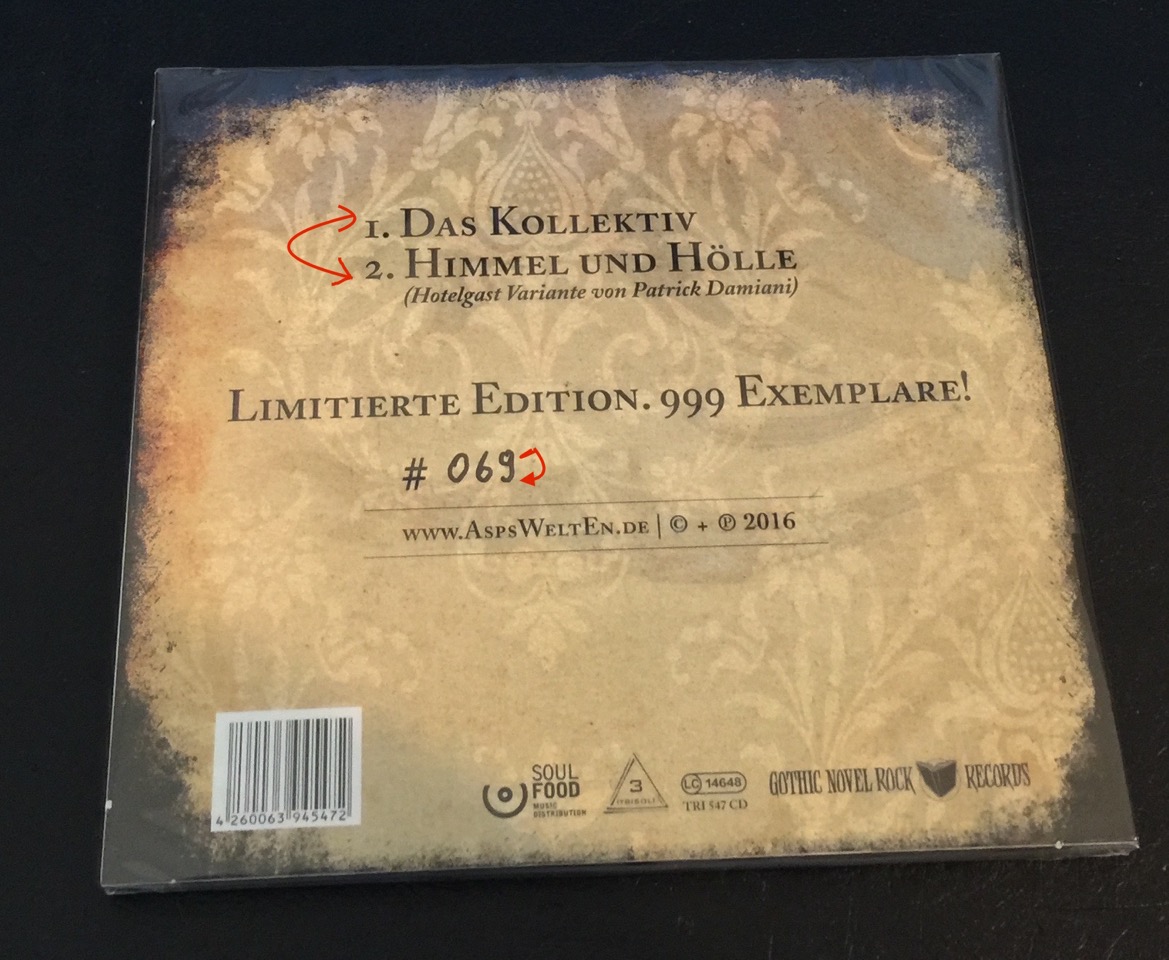 1. Das Kollektiv
2. Himmel und Hölle
(Hotelgast Variante von Patrick Damiani)
Limitierte Edition. 999 Exemplare!
# 069
www.AspsWeltEn.de | © + ℗ 2016
4 260063 945472
SOUL
FOOD
MUSIC
DISTRIBUTION
3
TRISOL
LC 14648
TRI 547 CD
GOTHIC NOVEL ROCK RECORDS